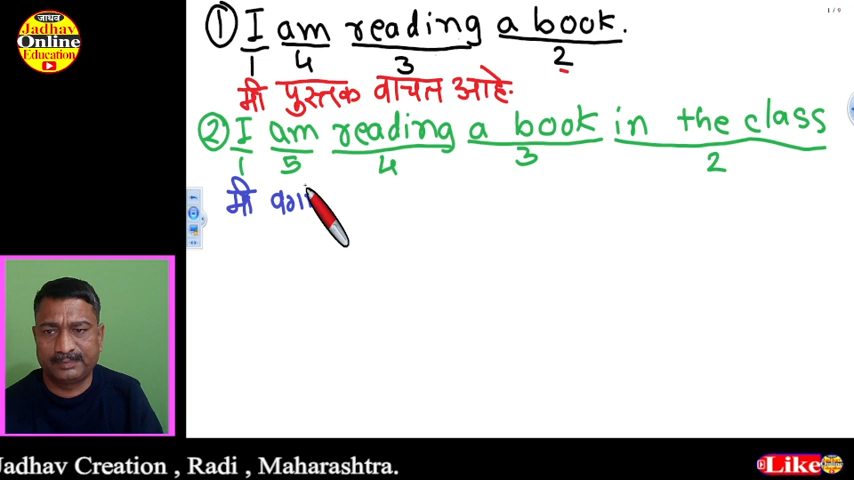 जाधव
Jadhav
Online
Education
1 / 9
① I am reading a book.
1 4 3 2
मी पुस्तक वाचत आहे.
② I am reading a book in the class
1 5 4 3 2
मी वर्गा
Jadhav Creation , Radi , Maharashtra.
Like